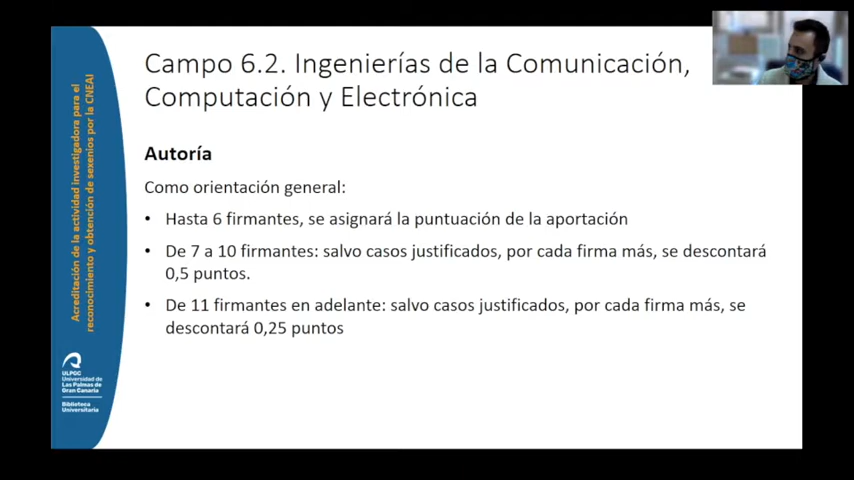 Campo 6.2. Ingenierías de la Comunicación,
Computación y Electrónica
Autoría
Como orientación general:
• Hasta 6 firmantes, se asignará la puntuación de la aportación
• De 7 a 10 firmantes: salvo casos justificados, por cada firma más, se descontará
0,5 puntos.
• De 11 firmantes en adelante: salvo casos justificados, por cada firma más, se
descontará 0,25 puntos
Acreditación de la actividad investigadora para el
reconocimiento y obtención de sexenios por la CNEAI
ULPGC
Universidad de
Las Palmas de
Gran Canaria
Biblioteca
Universitaria